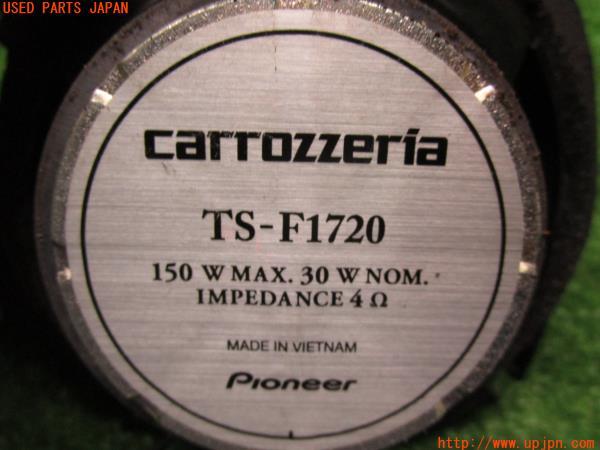 USED PARTS JAPAN
carrozzeria
TS-F1720
150 W MAX. 30 W NOM.
IMPEDANCE 4 Ω
MADE IN VIETNAM
Pioneer
http://www.upjpn.com/